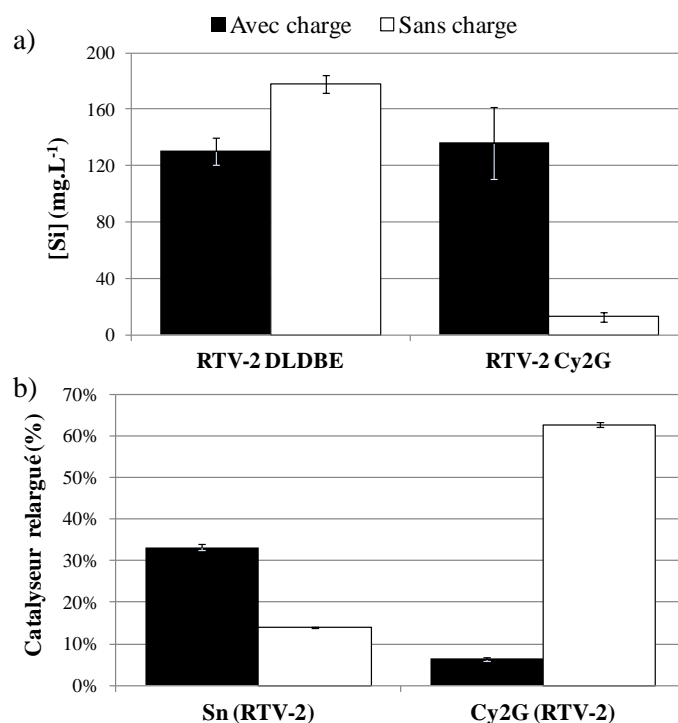 Avec charge Sans charge
a)
200
160
120
80
40
0
[Si] (mg.L-1)
RTV-2 DLDBE RTV-2 Cy2G
b)
70%
60%
50%
40%
30%
20%
10%
0%
Catalyseur relargué (%)
Sn (RTV-2) Cy2G (RTV-2)